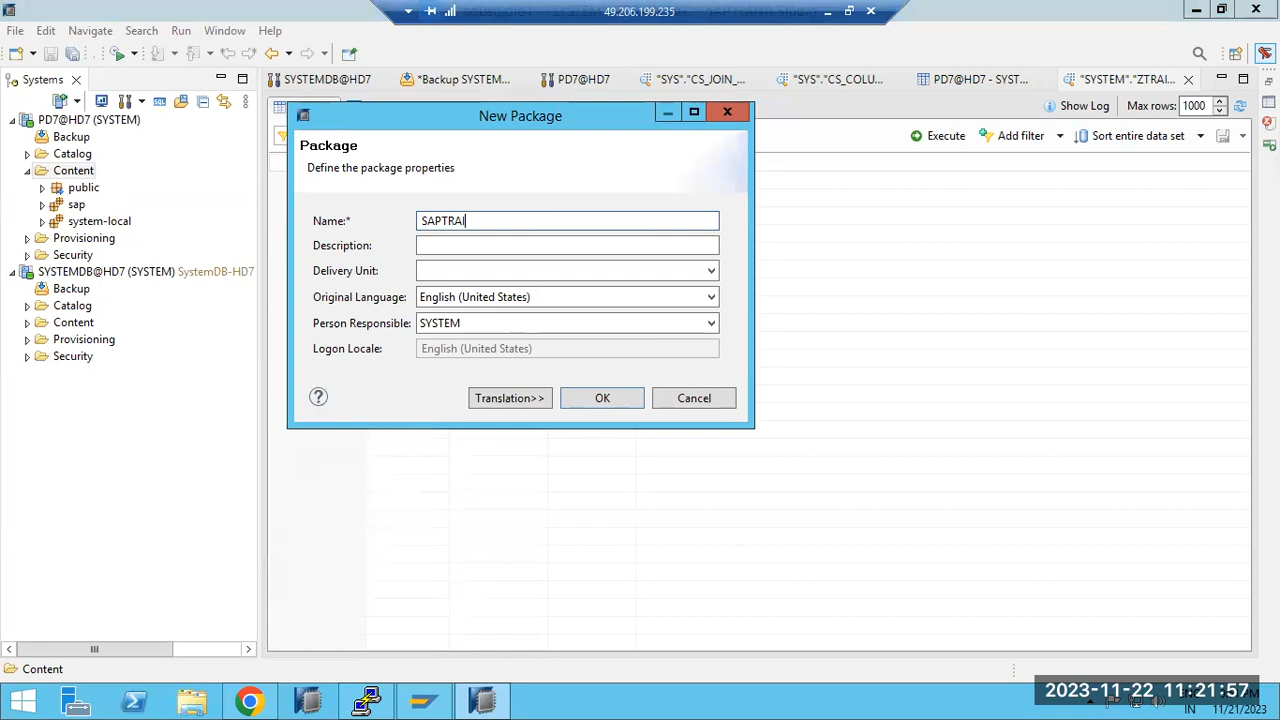 49.206.199.235
File Edit Navigate Search Run Window Help
Systems
SYSTEMDB@HD7
*Backup SYSTEM...
PD7@HD7
"SYS"."CS_JOIN_...
"SYS"."CS_COLU...
PD7@HD7 - SYST...
"SYSTEM"."ZTRAI...
Show Log
Max rows: 1000
Execute
Add filter
Sort entire data set
PD7@HD7 (SYSTEM)
Backup
Catalog
Content
public
sap
system-local
Provisioning
Security
SYSTEMDB@HD7 (SYSTEM) SystemDB-HD7
Backup
Catalog
Content
Provisioning
Security
New Package
Package
Define the package properties
Name:* SAPTRAI
Description:
Delivery Unit:
Original Language: English (United States)
Person Responsible: SYSTEM
Logon Locale: English (United States)
?
Translation>>
OK
Cancel
Content
2023-11-22 11:21:57
IN
11/21/2023